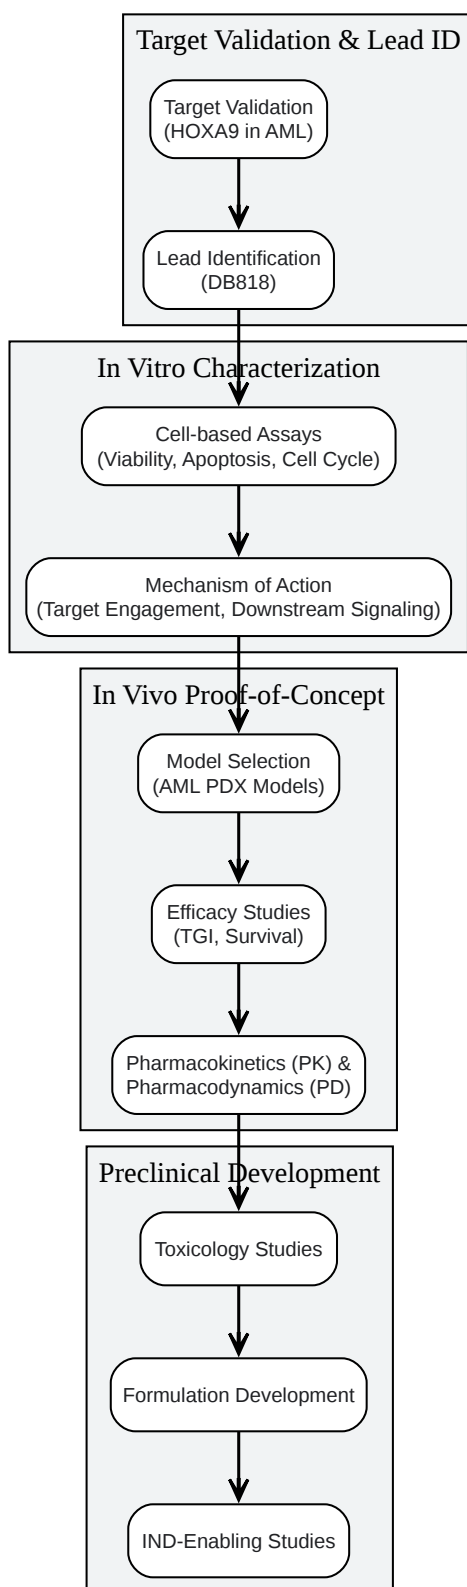 Target Validation & Lead ID
Target Validation
(HOXA9 in AML)
Lead Identification
(DB818)
In Vitro Characterization
Cell-based Assays
(Viability, Apoptosis, Cell Cycle)
Mechanism of Action
(Target Engagement, Downstream Signaling)
In Vivo Proof-of-Concept
Model Selection
(AML PDX Models)
Efficacy Studies
(TGI, Survival)
Pharmacokinetics (PK) &
Pharmacodynamics (PD)
Preclinical Development
Toxicology Studies
Formulation Development
IND-Enabling Studies